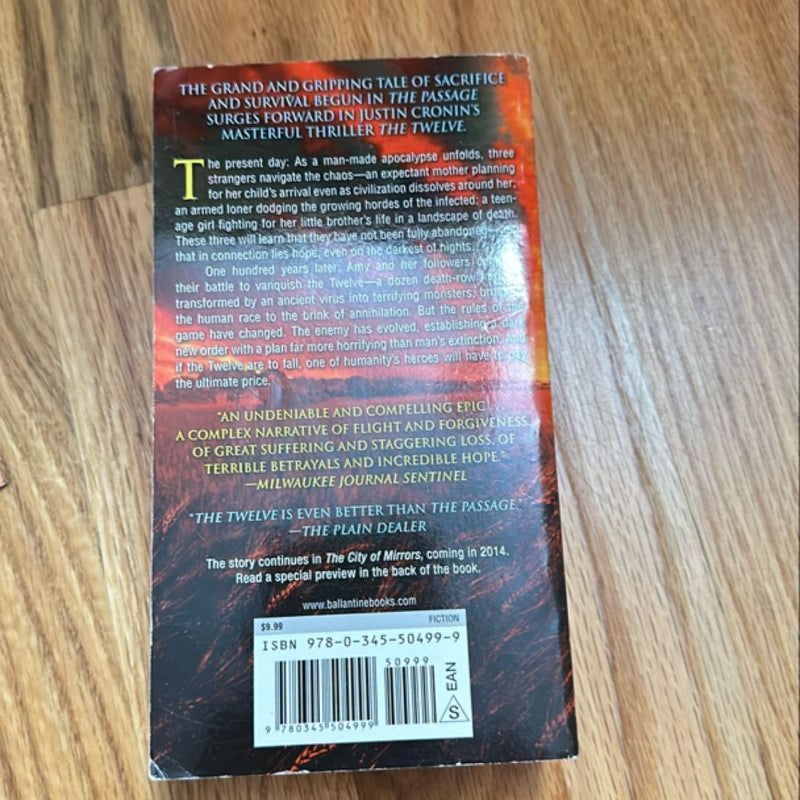 THE GRAND AND GRIPPING TALE OF SACRIFICE
AND SURVIVAL BEGUN IN THE PASSAGE
SURGES FORWARD IN JUSTIN CRONIN'S
MASTERFUL THRILLER THE TWELVE.
The present day: As a man-made apocalypse unfolds, three
strangers navigate the chaos—an expectant mother planning
for her child's arrival even as civilization dissolves around her;
an armed loner dodging the growing hordes of the infected; a teen-
age girl fighting for her little brother's life in a landscape of death.
These three will learn that they have not been fully abandoned—
that in connection lies hope, even on the darkest of nights.
One hundred years later: Amy and her followers
their battle to vanquish the Twelve—a dozen death-row
transformed by an ancient virus into terrifying monsters,
the human race to the brink of annihilation. But the rules of
game have changed. The enemy has evolved, establishing a
new order with a plan far more horrifying than man's extinction.
if the Twelve are to fall, one of humanity's heroes will have to
the ultimate price.
"AN UNDENIABLE AND COMPELLING EPIC
A COMPLEX NARRATIVE OF FLIGHT AND FORGIVENESS,
OF GREAT SUFFERING AND STAGGERING LOSS, OF
TERRIBLE BETRAYALS AND INCREDIBLE HOPE."
—MILWAUKEE JOURNAL SENTINEL
"THE TWELVE IS EVEN BETTER THAN THE PASSAGE."
—THE PLAIN DEALER
The story continues in The City of Mirrors, coming in 2014.
Read a special preview in the back of the book.
www.ballantinebooks.com
$9.99 FICTION
ISBN 978-0-345-50499-9
50999
9 780345 504999
EAN
S